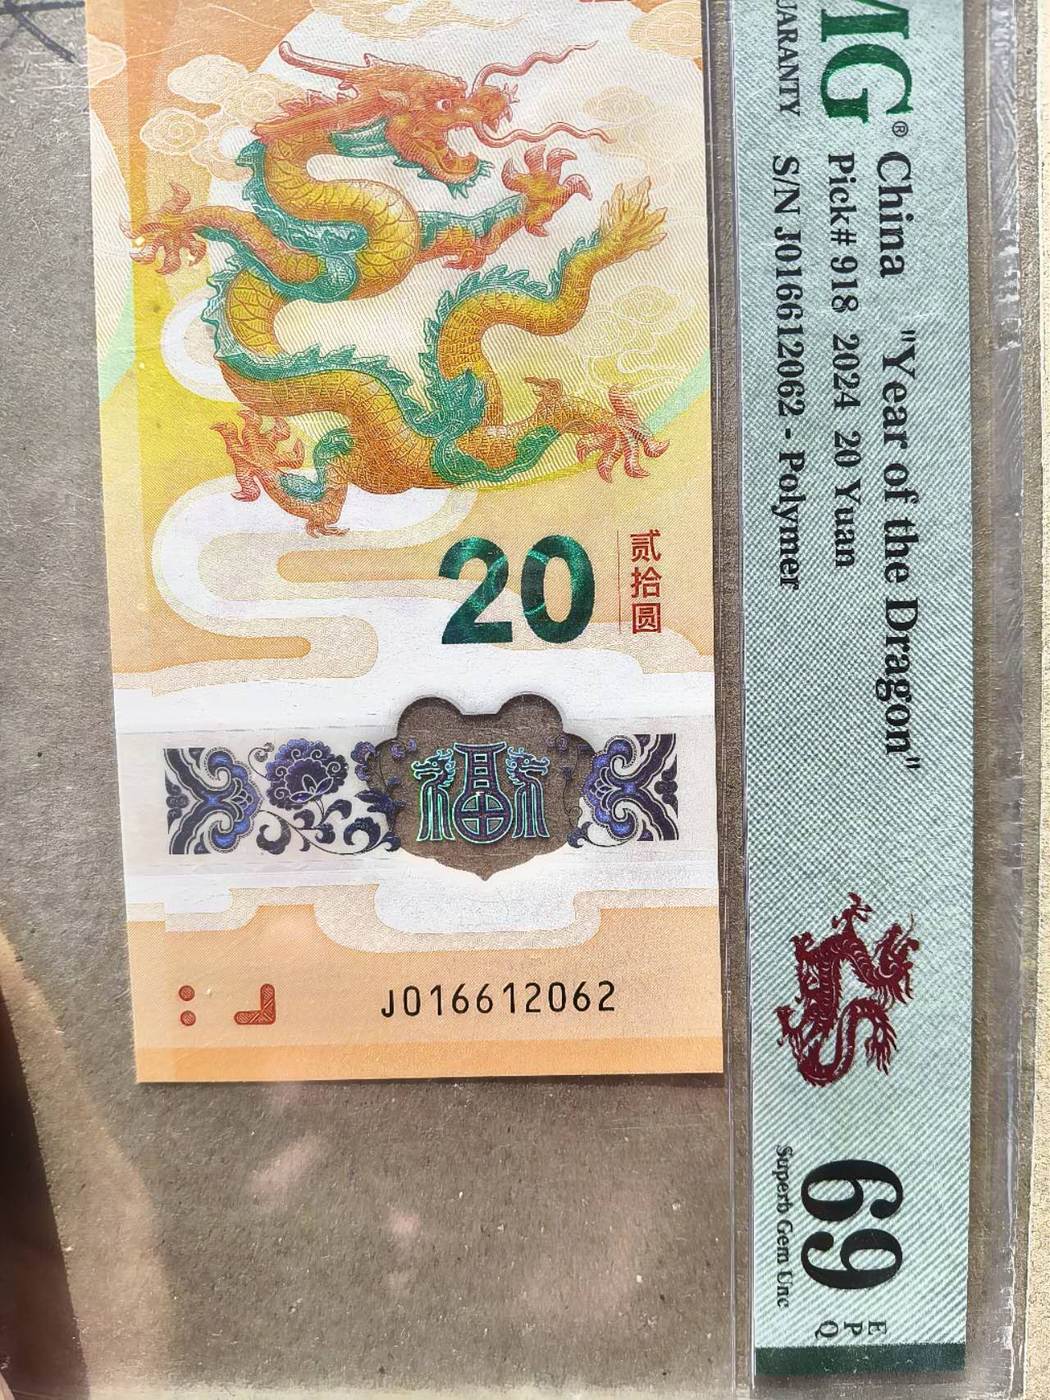 20
贰拾圆
福
J016612062
MG®
UARANTY
China "Year of the Dragon"
Pick# 918 2024 20 Yuan
S/N J016612062 - Polymer
69
EPQ
Superb Gem Unc